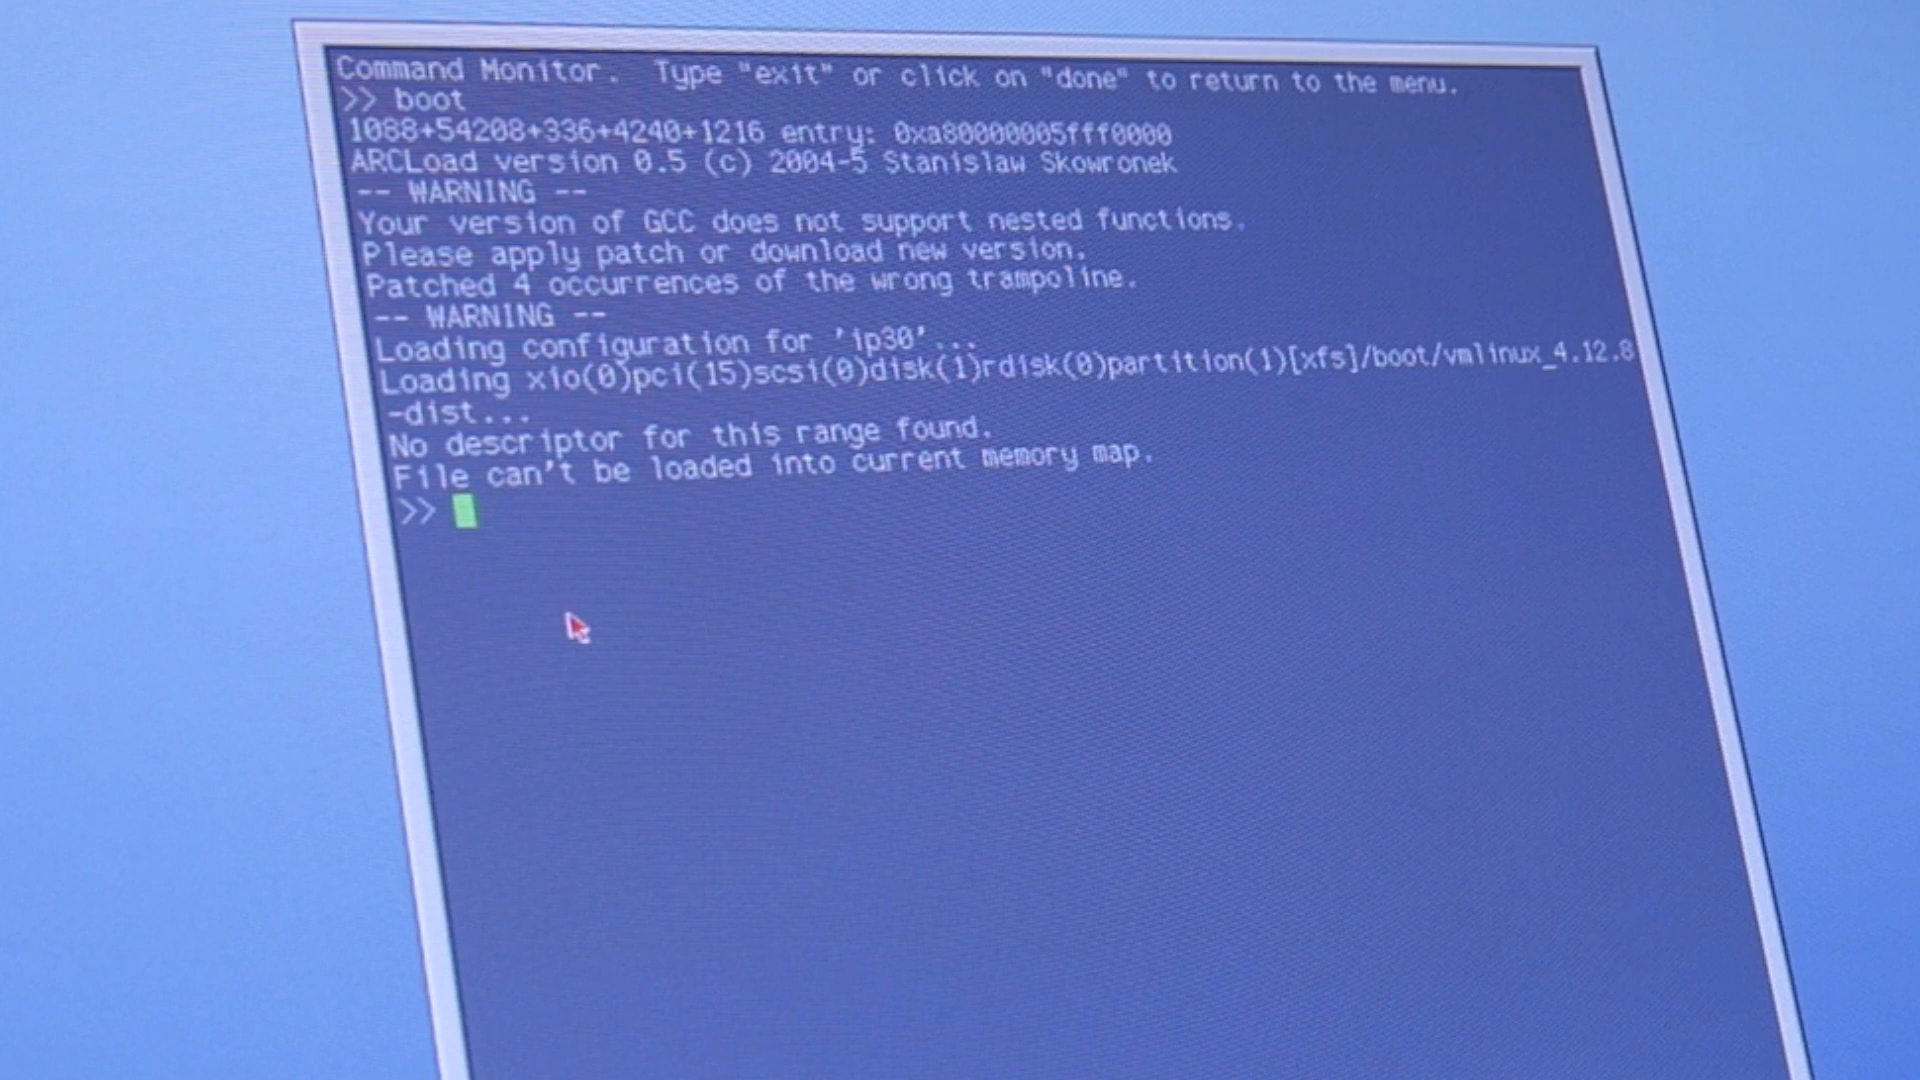 Command Monitor.  Type "exit" or click on "done" to return to the menu.
>> boot
1088+54208+336+4240+1216 entry: 0xa80000005fff0000
ARCLoad version 0.5 (c) 2004-5 Stanislaw Skowronek
-- WARNING --
Your version of GCC does not support nested functions.
Please apply patch or download new version.
Patched 4 occurrences of the wrong trampoline.
-- WARNING --
Loading configuration for 'ip30'...
Loading xio(0)pci(15)scsi(0)disk(1)rdisk(0)partition(1)[xfs]/boot/vmlinux_4.12.8
-dist...
No descriptor for this range found.
File can't be loaded into current memory map.
>>